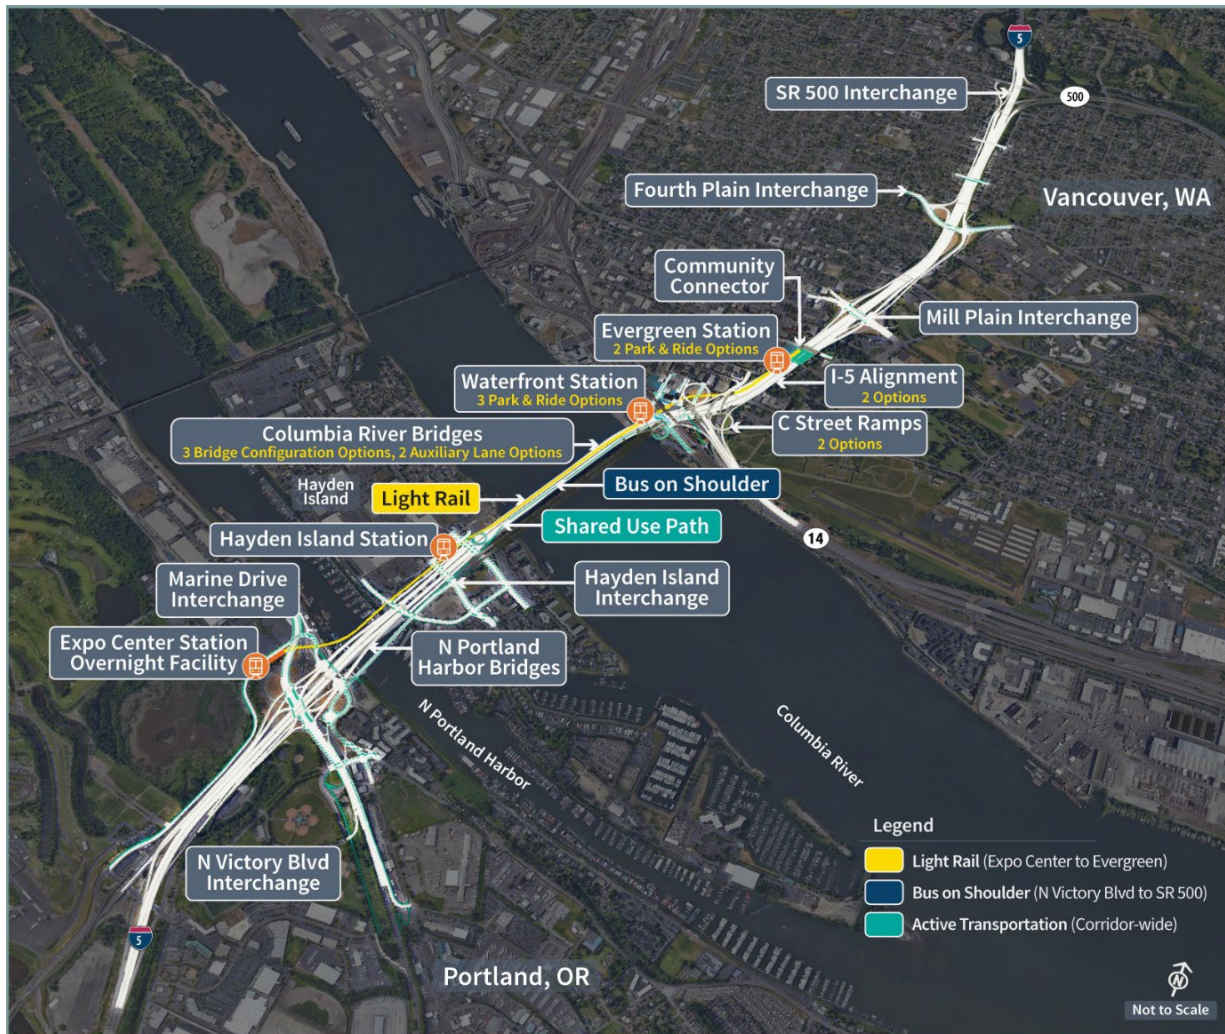 5
SR 500 Interchange
500
Fourth Plain Interchange
Vancouver, WA
Community
Connector
Mill Plain Interchange
Evergreen Station
2 Park & Ride Options
I-5 Alignment
2 Options
Waterfront Station
3 Park & Ride Options
C Street Ramps
2 Options
Columbia River Bridges
3 Bridge Configuration Options, 2 Auxiliary Lane Options
Hayden
Island
Light Rail
Bus on Shoulder
Shared Use Path
14
Hayden Island Station
Hayden Island
Interchange
Marine Drive
Interchange
Expo Center Station
Overnight Facility
N Portland
Harbor Bridges
N Portland Harbor
Columbia River
N Victory Blvd
Interchange
5
Portland, OR
Legend
Light Rail (Expo Center to Evergreen)
Bus on Shoulder (N Victory Blvd to SR 500)
Active Transportation (Corridor-wide)
N
Not to Scale